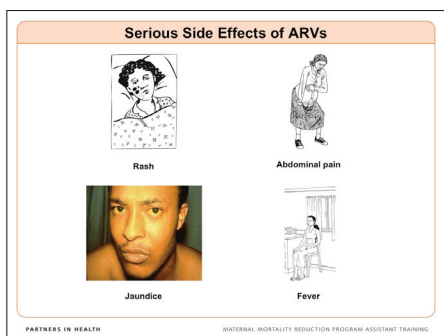 Serious Side Effects of ARVs
Rash
Abdominal pain
Jaundice
Fever
PARTNERS IN HEALTH
MATERNAL MORTALITY REDUCTION PROGRAM ASSISTANT TRAINING